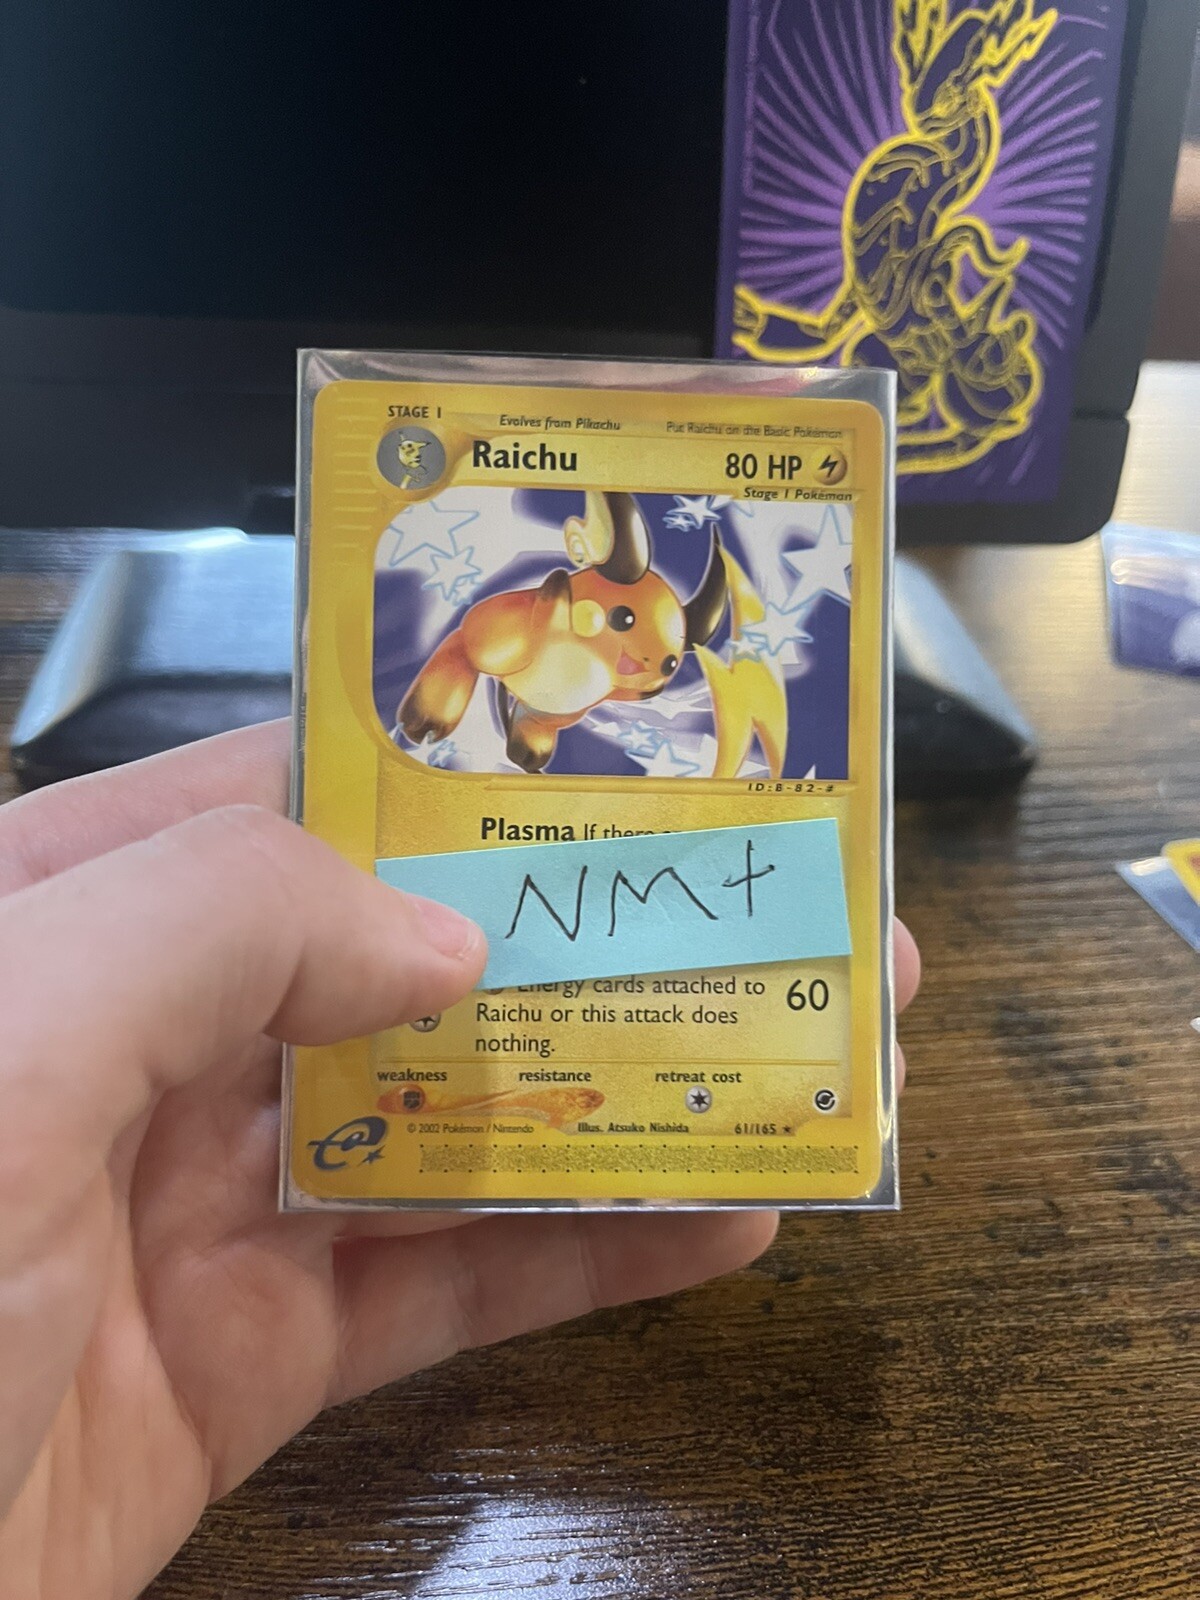 STAGE 1
Evolves from Pikachu
Put Raichu on the Basic Pokémon
Raichu
80 HP
Stage 1 Pokémon
ID:B-82-#
Plasma If there
NM+
Energy cards attached to
Raichu or this attack does
nothing.
60
weakness
resistance
retreat cost
© 2002 Pokémon / Nintendo
Illus. Atsuko Nishida
61/165 ★
e